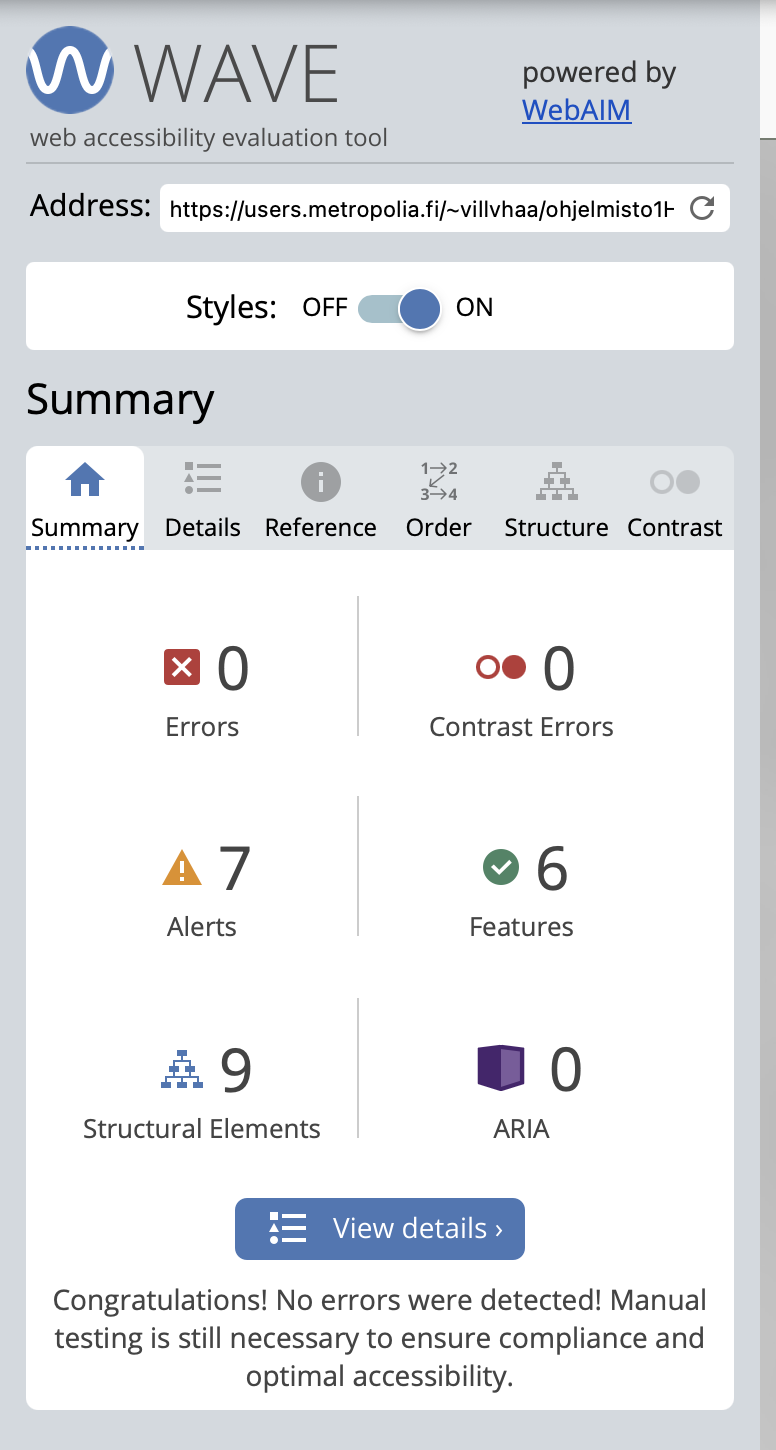 WAVE
powered by
WebAIM
web accessibility evaluation tool
Address: https://users.metropolia.fi/~villvhaa/ohjelmisto1H
Styles: OFF ON
Summary
1→2
3→4
Summary Details Reference Order Structure Contrast
0 0
Errors Contrast Errors
7 6
Alerts Features
9 0
Structural Elements ARIA
View details ›
Congratulations! No errors were detected! Manual
testing is still necessary to ensure compliance and
optimal accessibility.